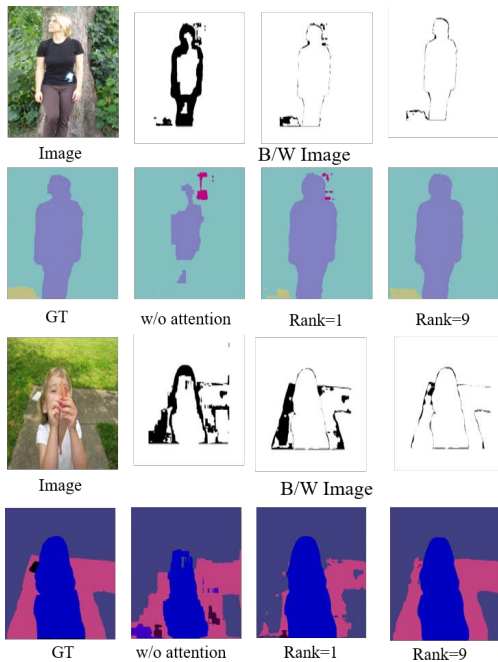 Image
B/W Image
GT
w/o attention
Rank=1
Rank=9
Image
B/W Image
GT
w/o attention
Rank=1
Rank=9